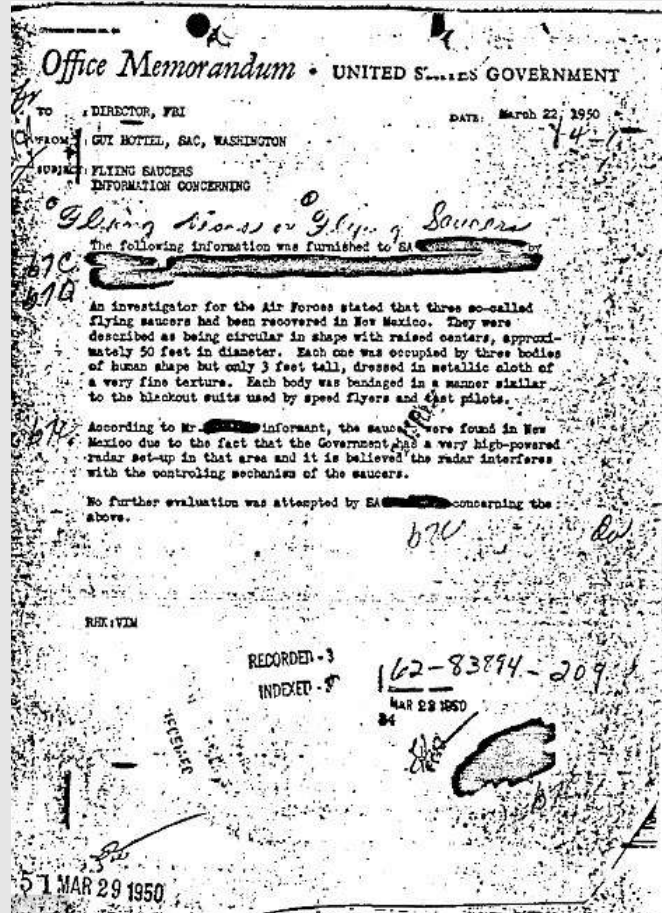 Office Memorandum • UNITED STATES GOVERNMENT
TO : DIRECTOR, FBI DATE: March 22, 1950
FROM : GUY HOTTEL, SAC, WASHINGTON
SUBJECT: FLYING SAUCERS
INFORMATION CONCERNING
Flying Saucers
The following information was furnished to SA by
b7C
b7D
An investigator for the Air Forces stated that three so-called
flying saucers had been recovered in New Mexico. They were
described as being circular in shape with raised centers, approxi-
mately 50 feet in diameter. Each one was occupied by three bodies
of human shape but only 3 feet tall, dressed in metallic cloth of
a very fine texture. Each body was bandaged in a manner similar
to the blackout suits used by speed flyers and test pilots.
According to Mr. informant, the saucers were found in New
Mexico due to the fact that the Government has a very high-powered
radar set-up in that area and it is believed the radar interferes
with the controling mechanism of the saucers.
No further evaluation was attempted by SA concerning the
above.
b7C
RHK:VIM
RECORDED - 3
INDEXED - 3
162-83894-209
MAR 28 1950
34
RECEIVED
b7C
51 MAR 29 1950